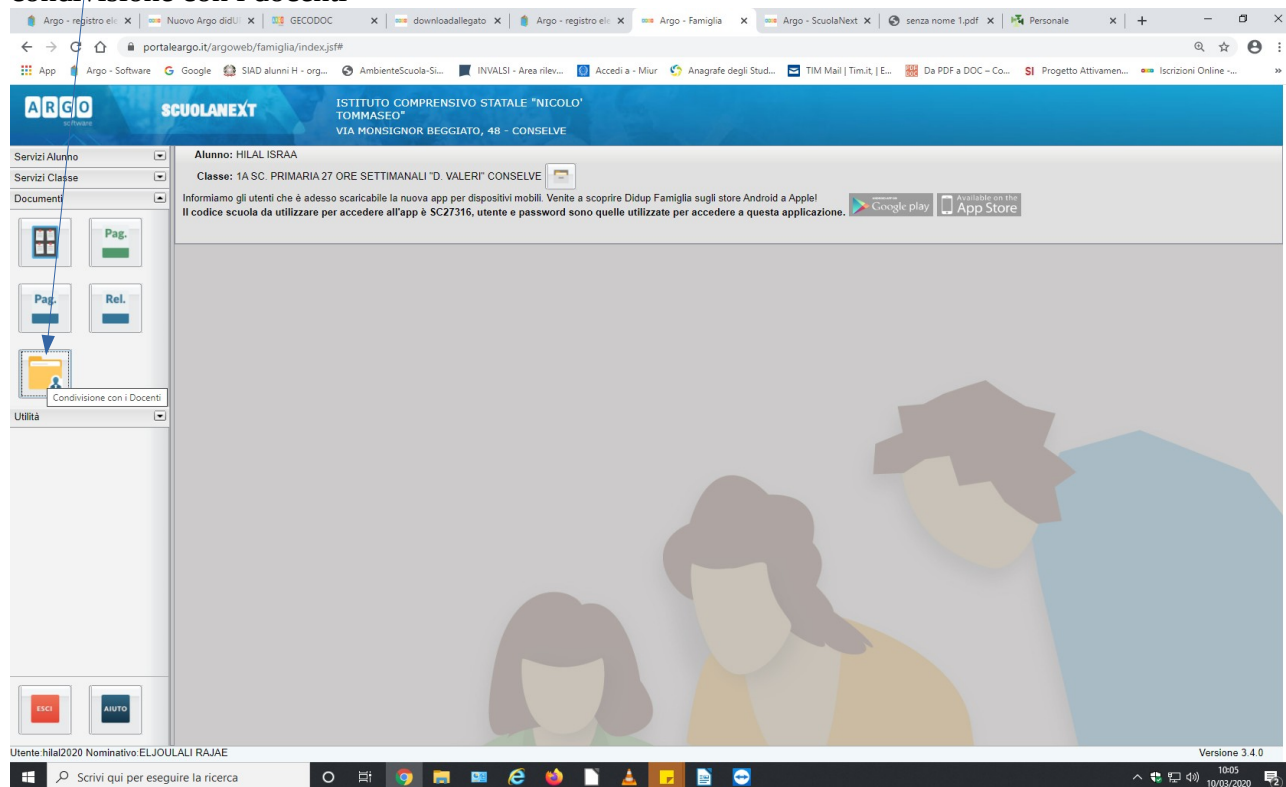 condivisione con i docenti
Argo - registro ele
Nuovo Argo didU
GECODOC
downloadallegato
Argo - registro ele
Argo - Famiglia
Argo - ScuolaNext
senza nome 1.pdf
Personale
portaleargo.it/argoweb/famiglia/index.jsf#
App
Argo - Software
Google
SIAD alunni H - org...
AmbienteScuola-Si...
INVALSI - Area rilev...
Accedi a - Miur
Anagrafe degli Stud...
TIM Mail | Tim.it, | E...
Da PDF a DOC – Co...
SI Progetto Attivamen...
Iscrizioni Online -...
»
ARGO
software
SCUOLANEXT
ISTITUTO COMPRENSIVO STATALE "NICOLO'
TOMMASEO"
VIA MONSIGNOR BEGGIATO, 48 - CONSELVE
Servizi Alunno
Servizi Classe
Documenti
Pag.
Pag.
Rel.
Condivisione con i Docenti
Utilità
Alunno: HILAL ISRAA
Classe: 1A SC. PRIMARIA 27 ORE SETTIMANALI "D. VALERI" CONSELVE
Informiamo gli utenti che è adesso scaricabile la nuova app per dispositivi mobili. Venite a scoprire Didup Famiglia sugli store Android a Apple!
Il codice scuola da utilizzare per accedere all'app è SC27316, utente e password sono quelle utilizzate per accedere a questa applicazione.
Google play
Available on the
App Store
ESCI
AIUTO
Utente:hilal2020 Nominativo:ELJOULALI RAJAE
Versione 3.4.0
Scrivi qui per eseguire la ricerca
10:05
10/03/2020
2